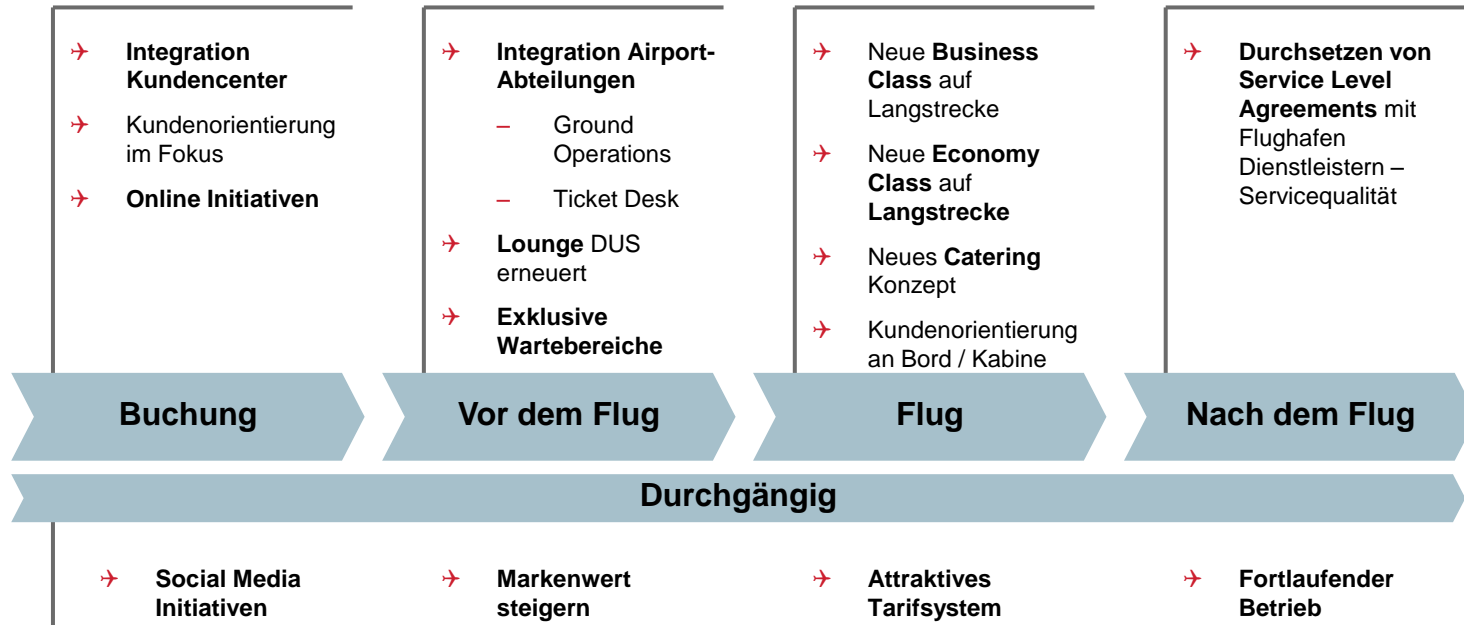 Integration
Kundencenter
Kundenorientierung
im Fokus
Online Initiativen
Integration Airport-
Abteilungen
– Ground
Operations
– Ticket Desk
Lounge DUS
erneuert
Exklusive
Wartebereiche
Neue Business
Class auf
Langstrecke
Neue Economy
Class auf
Langstrecke
Neues Catering
Konzept
Kundenorientierung
an Bord / Kabine
Durchsetzen von
Service Level
Agreements mit
Flughafen
Dienstleistern –
Servicequalität
Buchung
Vor dem Flug
Flug
Nach dem Flug
Durchgängig
Social Media
Initiativen
Markenwert
steigern
Attraktives
Tarifsystem
Fortlaufender
Betrieb